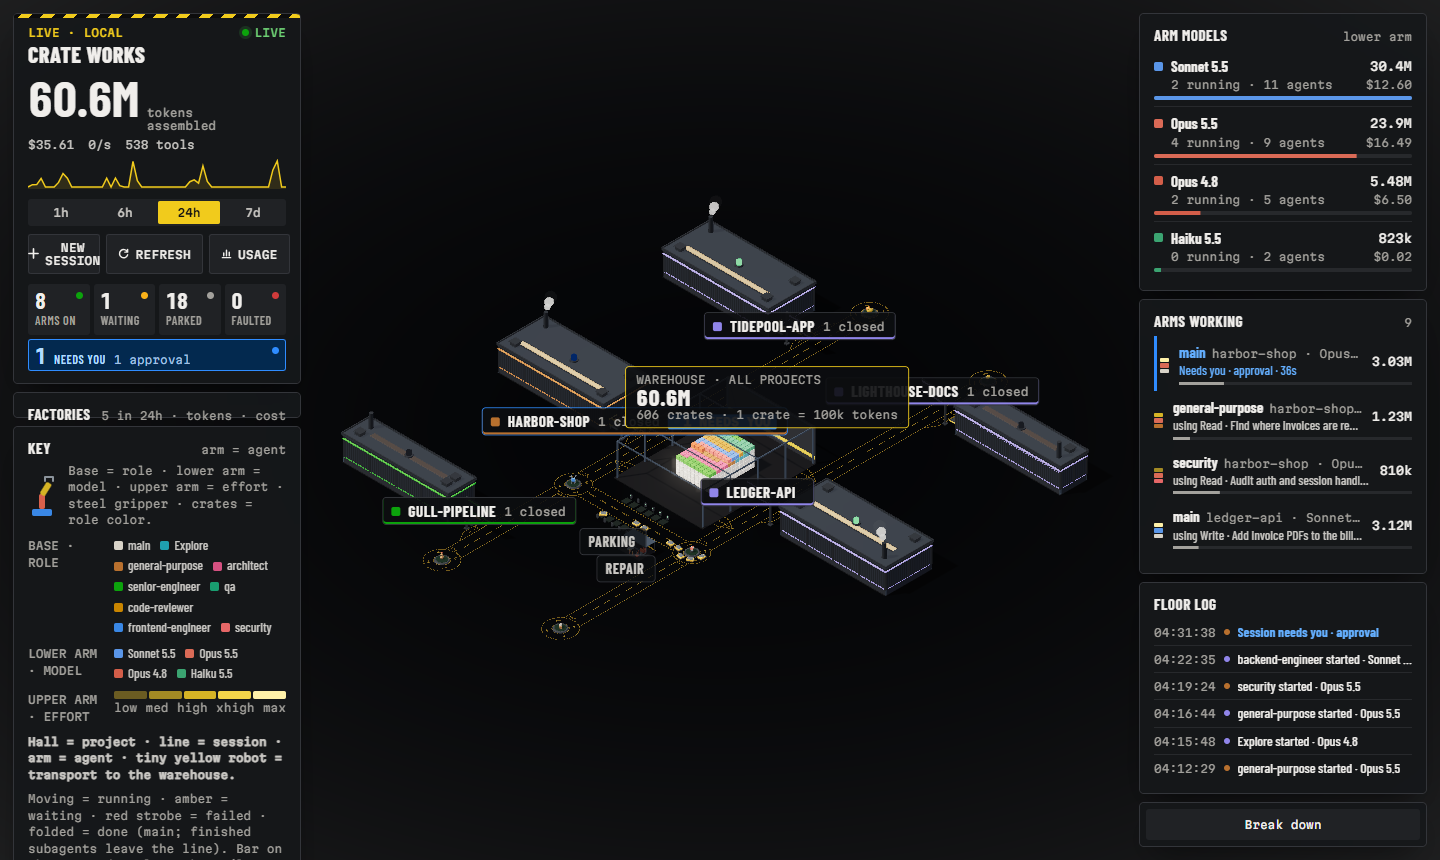 LIVE · LOCAL
LIVE
CRATE WORKS
60.6M tokens assembled
$35.61 0/s 538 tools
1h 6h 24h 7d
+ NEW SESSION
REFRESH
USAGE
8 ARMS ON
1 WAITING
18 PARKED
0 FAULTED
1 NEEDS YOU 1 approval
FACTORIES 5 in 24h · tokens · cost
KEY arm = agent
Base = role · lower arm =
model · upper arm = effort ·
steel gripper · crates =
role color.
BASE · ROLE
main Explore
general-purpose architect
senior-engineer qa
code-reviewer
frontend-engineer security
LOWER ARM · MODEL
Sonnet 5.5 Opus 5.5
Opus 4.8 Haiku 5.5
UPPER ARM · EFFORT
low med high xhigh max
Hall = project · line = session ·
arm = agent · tiny yellow robot =
transport to the warehouse.
Moving = running · amber =
waiting · red strobe = failed ·
folded = done (main; finished
subagents leave the line). Bar on
TIDEPOOL-APP 1 closed
WAREHOUSE · ALL PROJECTS
60.6M
606 crates · 1 crate = 100k tokens
LIGHTHOUSE-DOCS 1 closed
HARBOR-SHOP 1 cl
LEDGER-API
GULL-PIPELINE 1 closed
PARKING
REPAIR
ARM MODELS lower arm
Sonnet 5.5 30.4M
2 running · 11 agents $12.60
Opus 5.5 23.9M
4 running · 9 agents $16.49
Opus 4.8 5.48M
2 running · 5 agents $6.50
Haiku 5.5 823k
0 running · 2 agents $0.02
ARMS WORKING 9
main harbor-shop · Opus… 3.03M
Needs you · approval · 36s
general-purpose harbor-shop… 1.23M
using Read · Find where invoices are re…
security harbor-shop · Opu… 810k
using Read · Audit auth and session handl…
main ledger-api · Sonnet… 3.12M
using Write · Add invoice PDFs to the bill…
FLOOR LOG
04:31:38 Session needs you · approval
04:22:35 backend-engineer started · Sonnet …
04:19:24 security started · Opus 5.5
04:16:44 general-purpose started · Opus 5.5
04:15:48 Explore started · Opus 4.8
04:12:29 general-purpose started · Opus 5.5
Break down